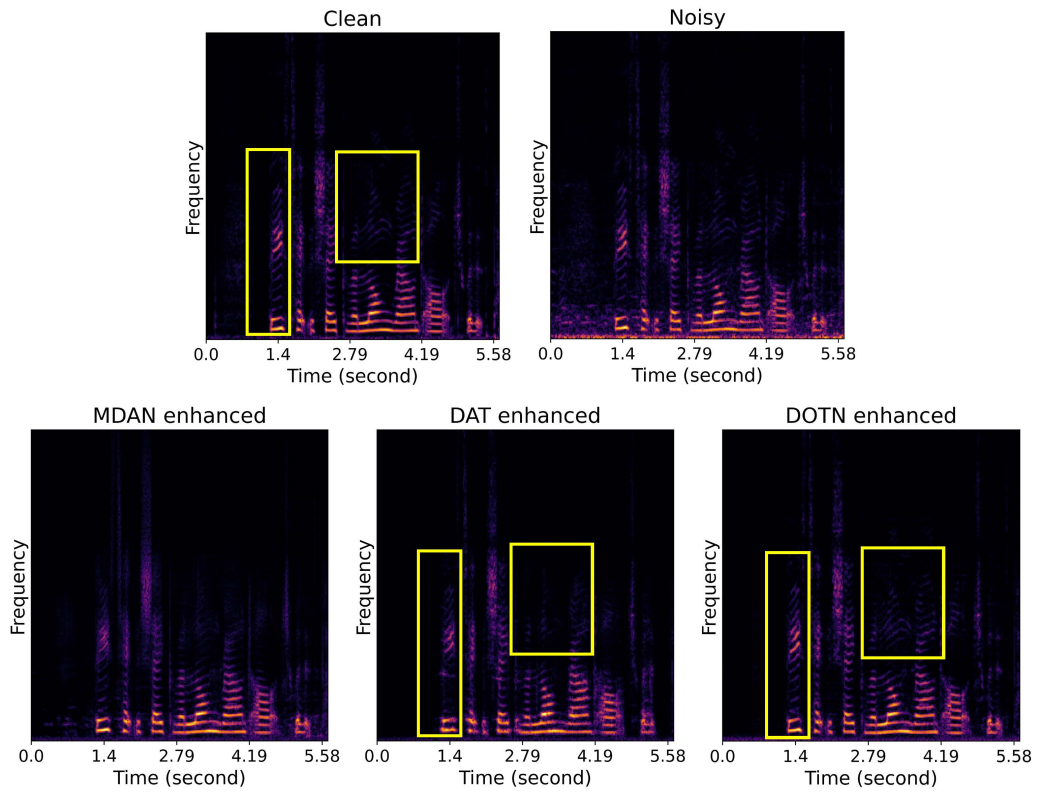 Clean
Noisy
Frequency
Frequency
0.0 1.4 2.79 4.19 5.58
0.0 1.4 2.79 4.19 5.58
Time (second)
Time (second)
MDAN enhanced
DAT enhanced
DOTN enhanced
Frequency
Frequency
Frequency
0.0 1.4 2.79 4.19 5.58
0.0 1.4 2.79 4.19 5.58
0.0 1.4 2.79 4.19 5.58
Time (second)
Time (second)
Time (second)